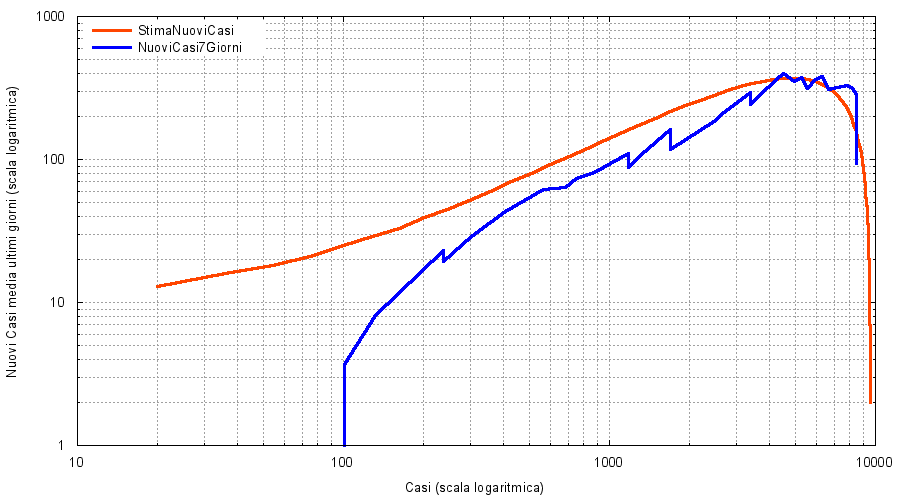 1000
StimaNuoviCasi
NuoviCasi7Giorni
100
10
1
Nuovi Casi media ultimi giorni (scala logaritmica)
10 100 1000 10000
Casi (scala logaritmica)